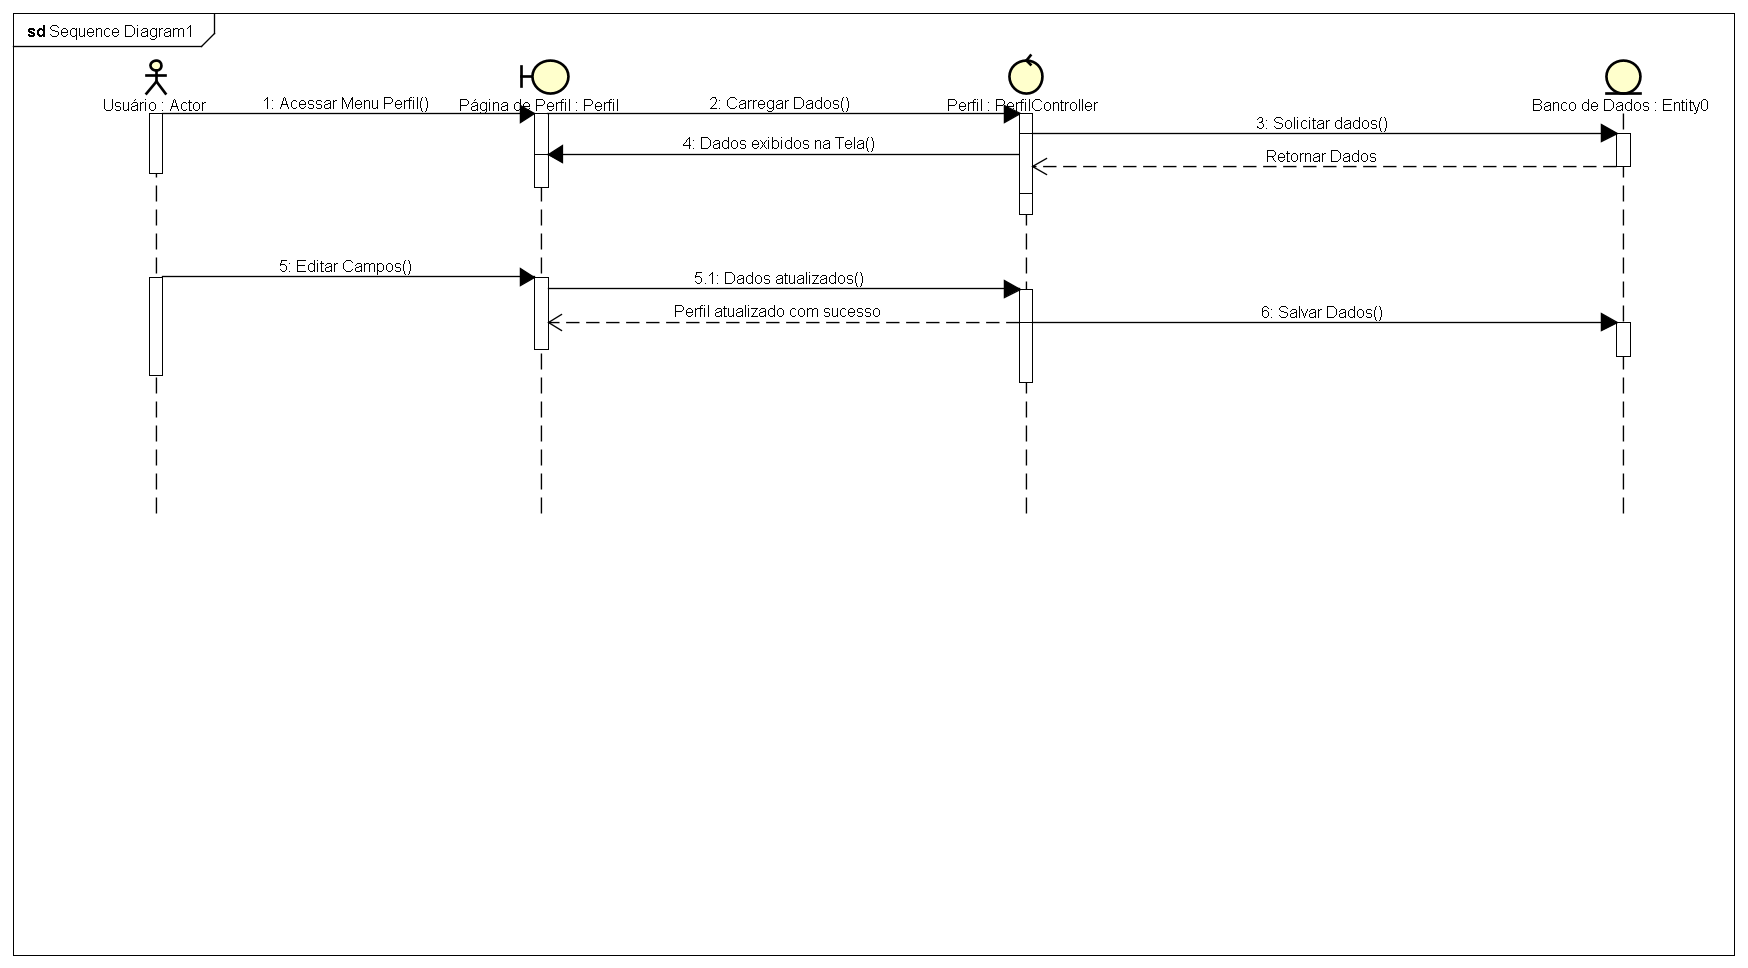 sd Sequence Diagram1
Usuário : Actor
Página de Perfil : Perfil
Perfil : PerfilController
Banco de Dados : Entity0
1: Acessar Menu Perfil()
2: Carregar Dados()
3: Solicitar dados()
4: Dados exibidos na Tela()
Retornar Dados
5: Editar Campos()
5.1: Dados atualizados()
Perfil atualizado com sucesso
6: Salvar Dados()